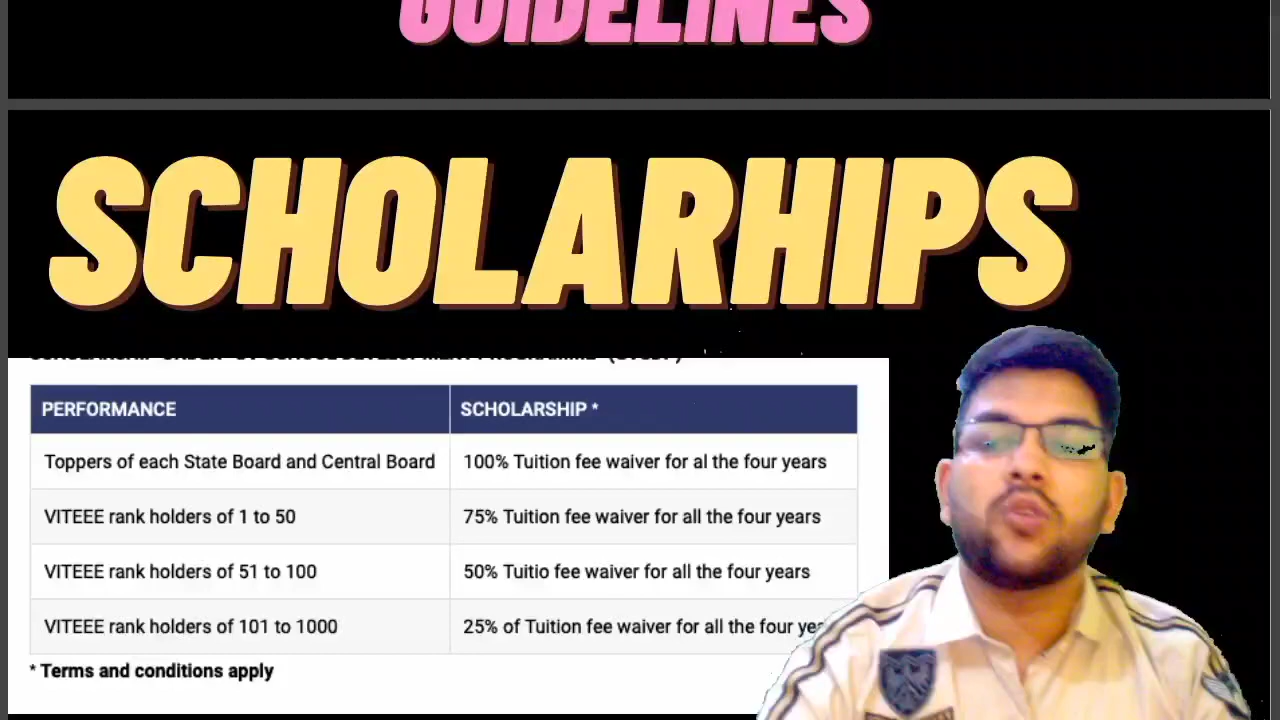 GUIDELINES
SCHOLARHIPS
PERFORMANCE SCHOLARSHIP *
Toppers of each State Board and Central Board 100% Tuition fee waiver for al the four years
VITEEE rank holders of 1 to 50 75% Tuition fee waiver for all the four years
VITEEE rank holders of 51 to 100 50% Tuitio fee waiver for all the four years
VITEEE rank holders of 101 to 1000 25% of Tuition fee waiver for all the four
* Terms and conditions apply